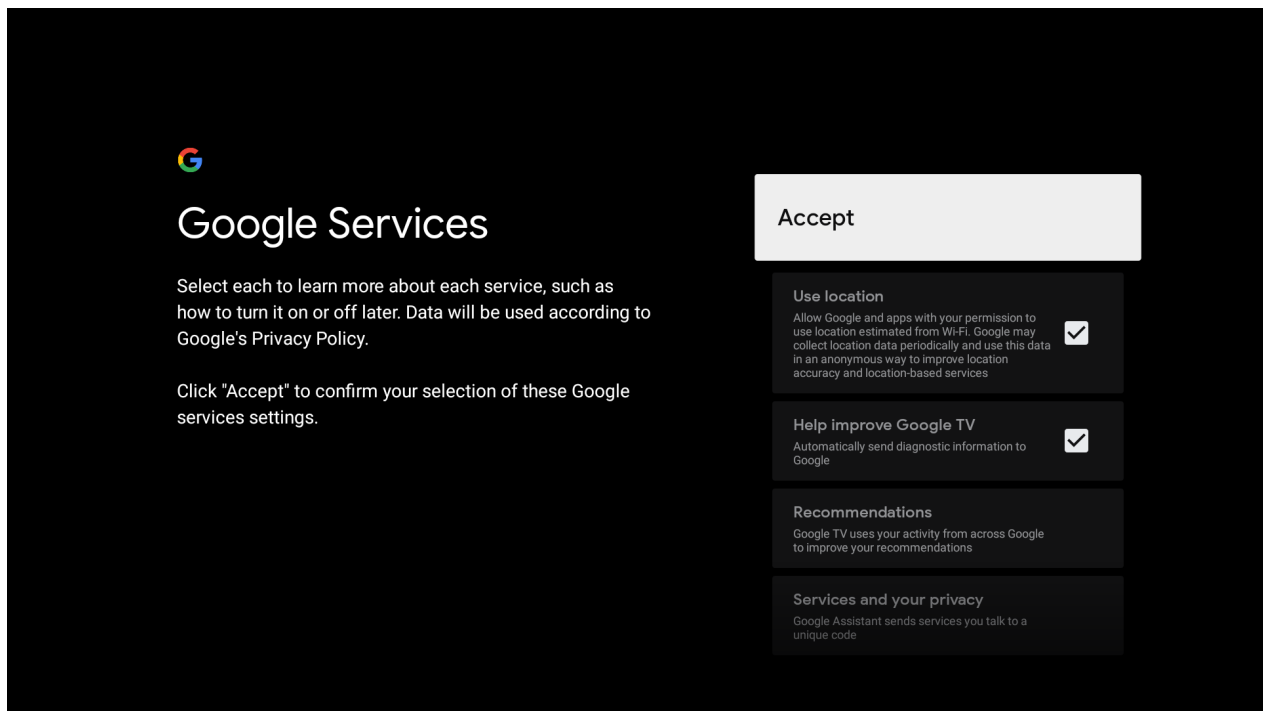 Google Services
Select each to learn more about each service, such as
how to turn it on or off later. Data will be used according to
Google's Privacy Policy.
Click "Accept" to confirm your selection of these Google
services settings.
Accept
Use location
Allow Google and apps with your permission to
use location estimated from Wi-Fi. Google may
collect location data periodically and use this data
in an anonymous way to improve location
accuracy and location-based services
Help improve Google TV
Automatically send diagnostic information to
Google
Recommendations
Google TV uses your activity from across Google
to improve your recommendations
Services and your privacy
Google Assistant sends services you talk to a
unique code